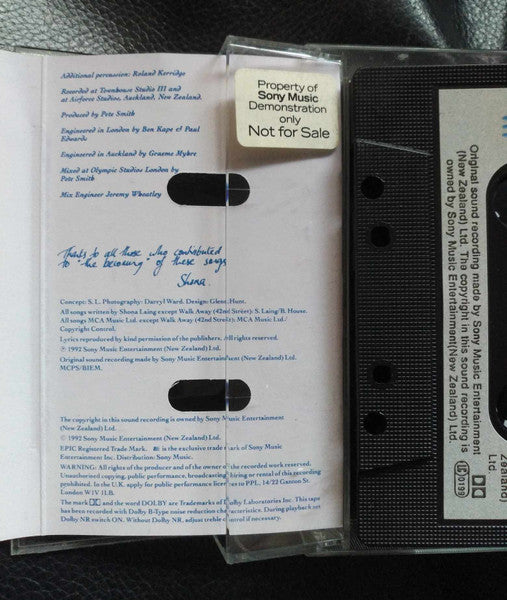 Additional percussion: Roland Kerridge
Recorded at Townhouse Studio III and
at Airforce Studios, Auckland, New Zealand.
Produced by Pete Smith
Engineered in London by Ben Kape & Paul
Edwards
Engineered in Auckland by Graeme Myhre
Mixed at Olympic Studios London by
Pete Smith
Mix Engineer Jeremy Wheatley
Property of
Sony Music
Demonstration
only
Not for Sale
Thanks to all those who contributed
to "the becoming" of these songs
Shona.
Concept: S. L. Photography: Darryl Ward. Design: Glenn Hunt.
All songs written by Shona Laing except Walk Away (42nd Street): S. Laing/B. House.
All songs MCA Music Ltd. except Walk Away (42nd Street): MCA Music Ltd./
Copyright Control.
Lyrics reproduced by kind permission of the publishers. All rights reserved.
℗ 1992 Sony Music Entertainment (New Zealand) Ltd.
Original sound recording made by Sony Music Entertainment (New Zealand) Ltd.
MCPS/BIEM.
The copyright in this sound recording is owned by Sony Music Entertainment
(New Zealand) Ltd.
© 1992 Sony Music Entertainment (New Zealand) Ltd.
EPIC Registered Trade Mark. is the exclusive trade mark of Sony Music
Entertainment Inc. Distribution: Sony Music.
WARNING: All rights of the producer and of the owner of the recorded work reserved.
Unauthorised copying, public performance, broadcasting, hiring or rental of this recording
prohibited. In the U.K. apply for public performance licences to PPL. 14/22 Ganton St.
London W1V 1LB.
The mark and the word DOLBY are Trademarks of Dolby Laboratories Inc. This tape
has been recorded with Dolby B-Type noise reduction characteristics. During playback set
Dolby NR switch ON. Without Dolby NR. adjust treble control if necessary.
Original sound recording made by Sony Music Entertainment
(New Zealand) Ltd. The copyright in this sound recording is
owned by Sony Music Entertainment(New Zealand) Ltd.
Zealand) Ltd.
Ltd.